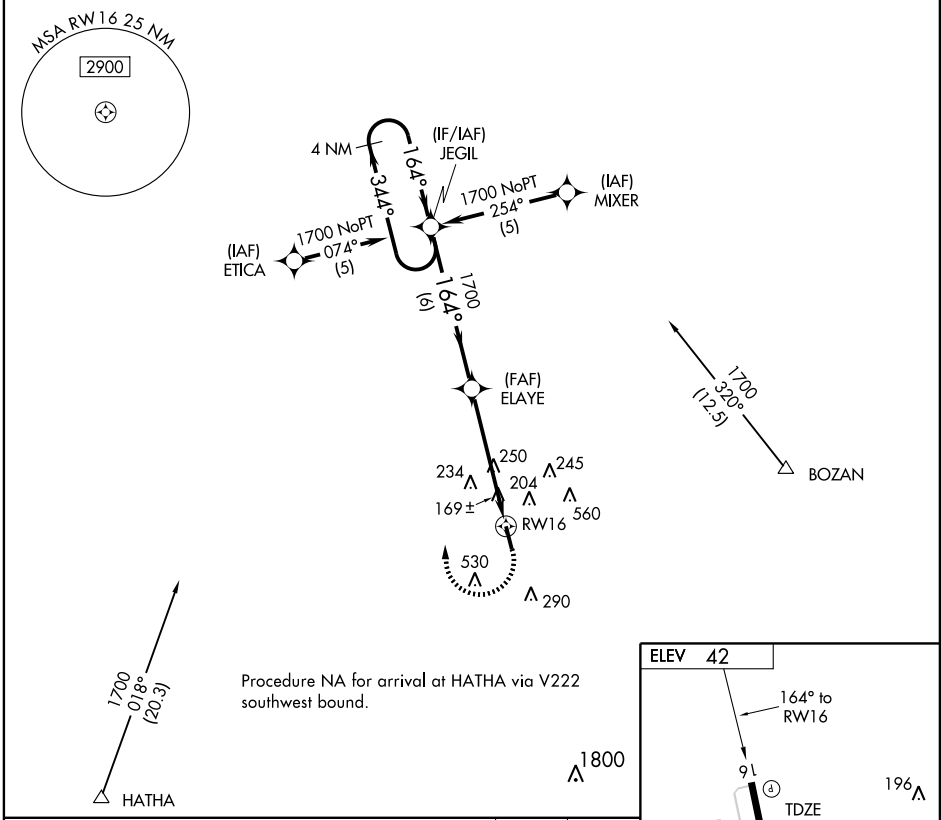 MSA RW16 25 NM
2900
4 NM
164°
344°
(IF/IAF)
JEGIL
1700 NoPT
254°
(5)
(IAF)
MIXER
(IAF)
ETICA
1700 NoPT
074°
(5)
1700
164°
(6)
(FAF)
ELAYE
1700
320°
(12.5)
BOZAN
250
245
234
204
560
169 ±
RW16
530
290
1700
018°
(20.3)
HATHA
Procedure NA for arrival at HATHA via V222
southwest bound.
1800
ELEV 42
164° to
RW16
16
P
TDZE
196